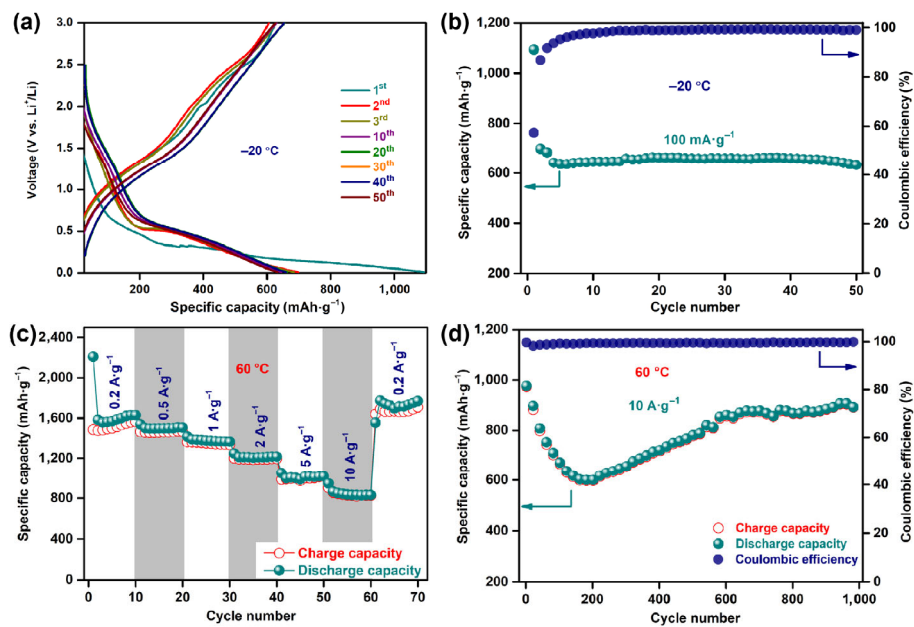 (a)
3.0
2.5
2.0
1.5
1.0
0.5
0.0
Voltage (V vs. Li⁺/Li)
1st
2nd
3rd
10th
20th
30th
40th
50th
–20 °C
200 400 600 800 1,000
Specific capacity (mAh·g⁻¹)
(b)
1,200
1,000
800
600
400
200
Specific capacity (mAh·g⁻¹)
–20 °C
100 mA·g⁻¹
100
80
60
40
20
0
Coulombic efficiency (%)
0 10 20 30 40 50
Cycle number
(c)
2,400
2,000
1,600
1,200
800
400
0
Specific capacity (mAh·g⁻¹)
60 °C
0.2 A·g⁻¹
0.5 A·g⁻¹
1 A·g⁻¹
2 A·g⁻¹
5 A·g⁻¹
10 A·g⁻¹
0.2 A·g⁻¹
Charge capacity
Discharge capacity
0 10 20 30 40 50 60 70
Cycle number
(d)
1,200
1,000
800
600
400
200
Specific capacity (mAh·g⁻¹)
60 °C
10 A·g⁻¹
Charge capacity
Discharge capacity
Coulombic efficiency
100
80
60
40
20
0
Coulombic efficiency (%)
0 200 400 600 800 1,000
Cycle number